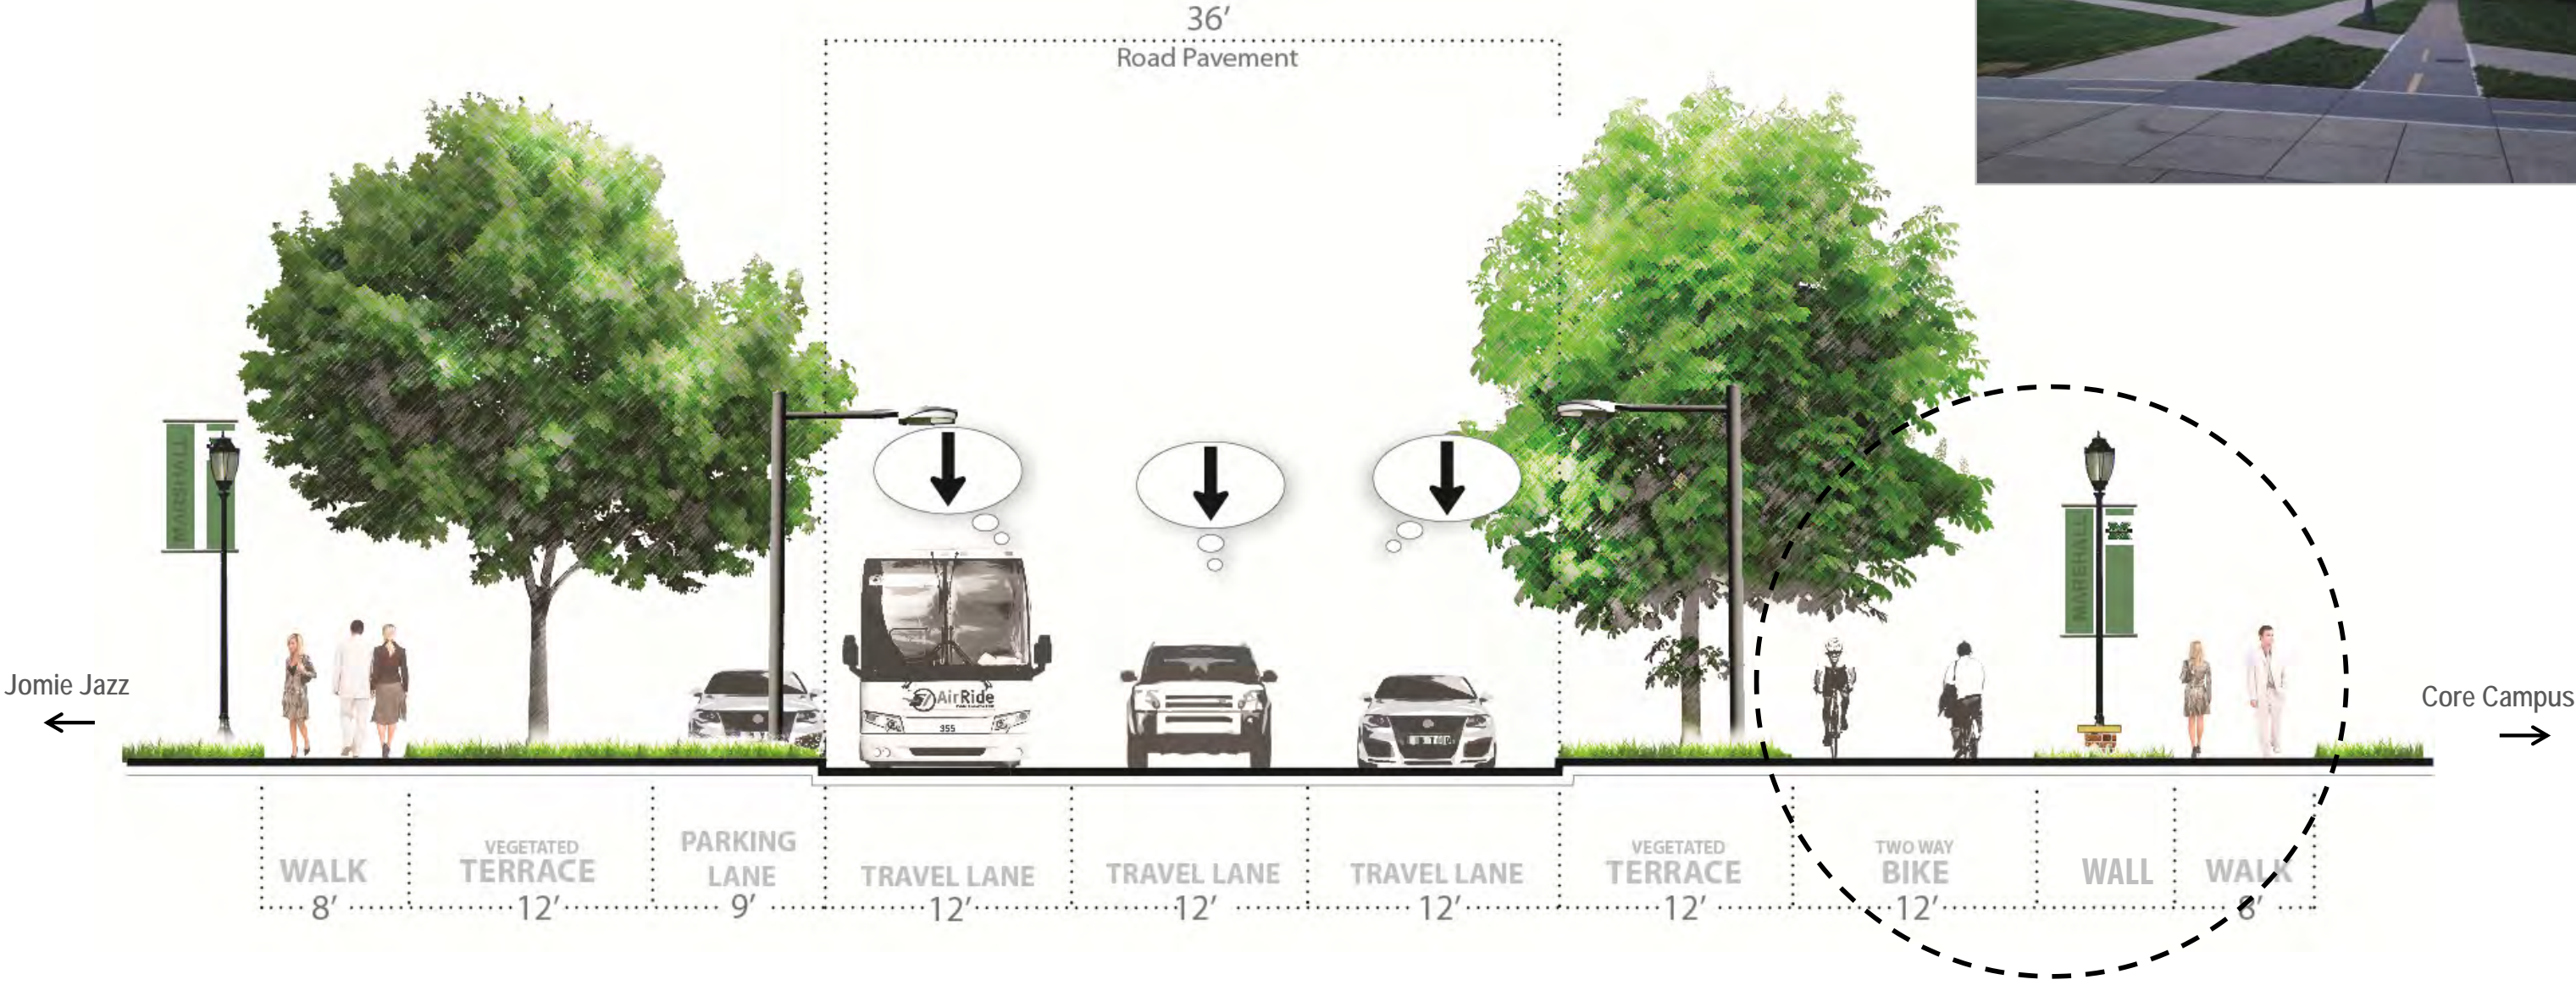 36'
Road Pavement
MARSHALL
MARSHALL
Jomie Jazz
Core Campus
AirRide
355
WALK
8'
VEGETATED
TERRACE
12'
PARKING
LANE
9'
TRAVEL LANE
12'
TRAVEL LANE
12'
TRAVEL LANE
12'
VEGETATED
TERRACE
12'
TWO WAY
BIKE
12'
WALL
WALK
8'